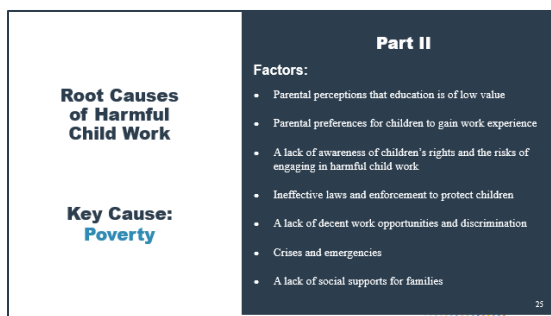 Root Causes
of Harmful
Child Work
Key Cause:
Poverty
Part II
Factors:
• Parental perceptions that education is of low value
• Parental preferences for children to gain work experience
• A lack of awareness of children's rights and the risks of
engaging in harmful child work
• Ineffective laws and enforcement to protect children
• A lack of decent work opportunities and discrimination
• Crises and emergencies
• A lack of social supports for families
25